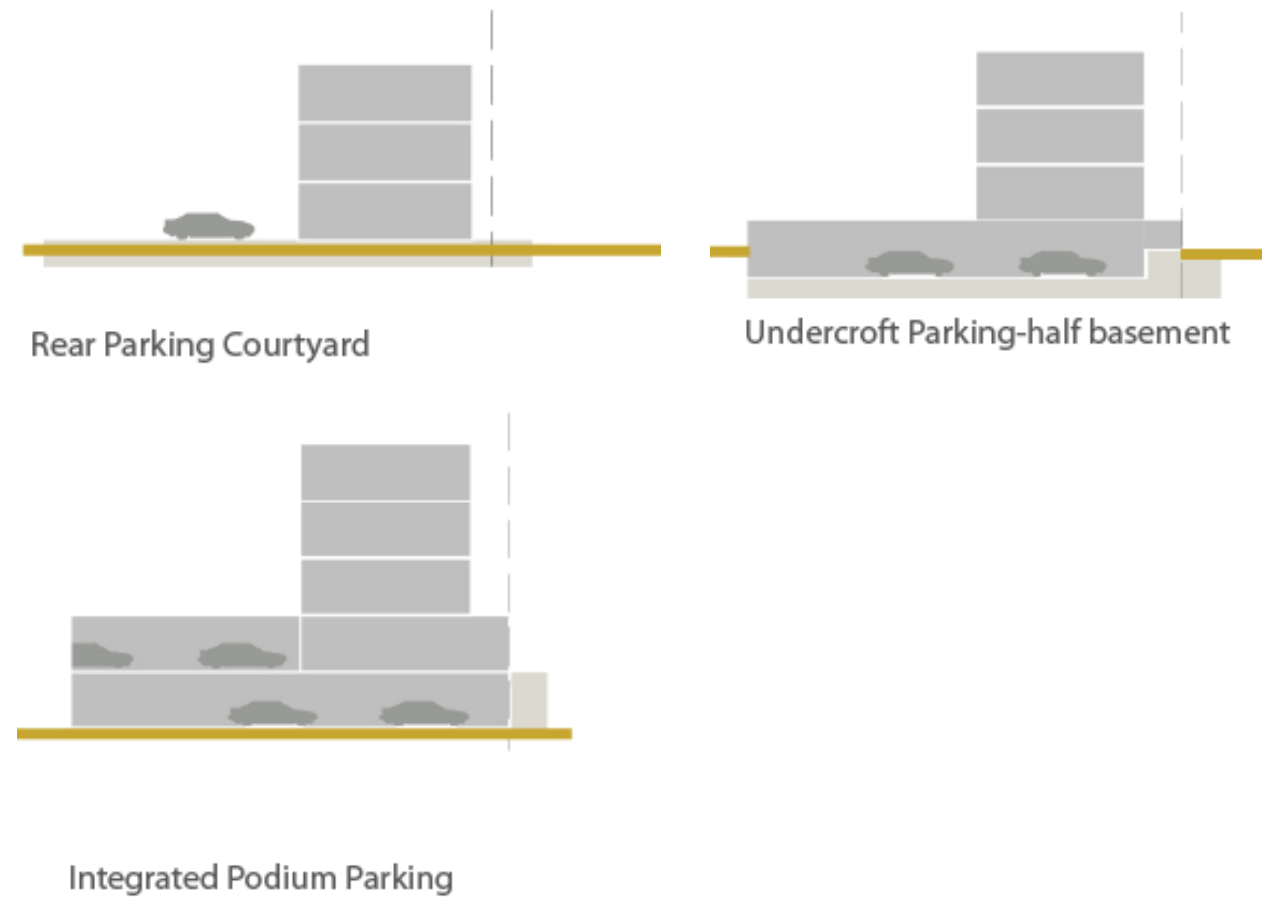 Rear Parking Courtyard
Undercroft Parking-half basement
Integrated Podium Parking